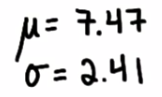 μ = 7.47
σ = 2.41